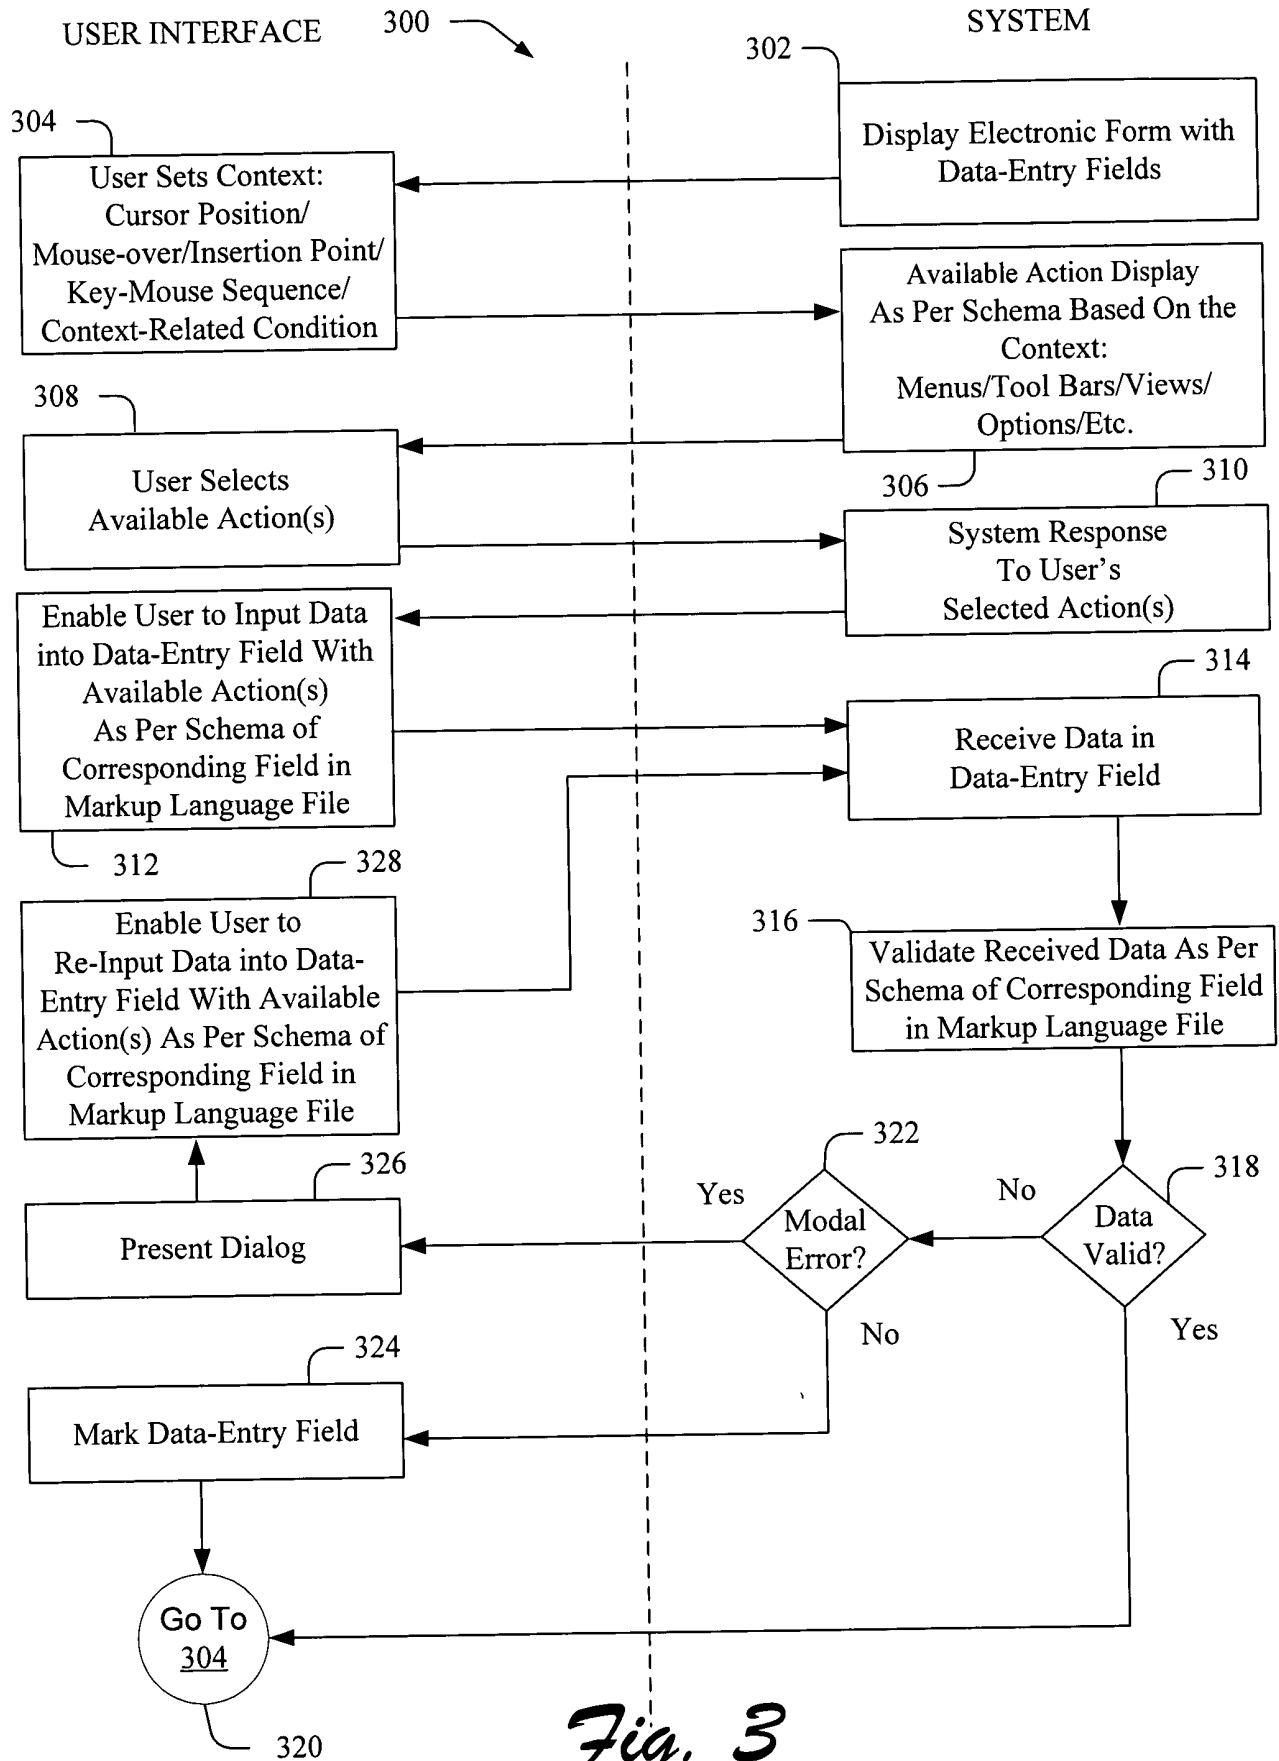 USER INTERFACE
300
SYSTEM
302
Display Electronic Form with
Data-Entry Fields
304
User Sets Context:
Cursor Position/
Mouse-over/Insertion Point/
Key-Mouse Sequence/
Context-Related Condition
Available Action Display
As Per Schema Based On the
Context:
Menus/Tool Bars/Views/
Options/Etc.
306
308
User Selects
Available Action(s)
310
System Response
To User's
Selected Action(s)
Enable User to Input Data
into Data-Entry Field With
Available Action(s)
As Per Schema of
Corresponding Field in
Markup Language File
312
314
Receive Data in
Data-Entry Field
328
Enable User to
Re-Input Data into Data-
Entry Field With Available
Action(s) As Per Schema of
Corresponding Field in
Markup Language File
316
Validate Received Data As Per
Schema of Corresponding Field
in Markup Language File
318
Data
Valid?
No
Yes
322
Modal
Error?
Yes
No
326
Present Dialog
324
Mark Data-Entry Field
Go To
304
320
Fig. 3